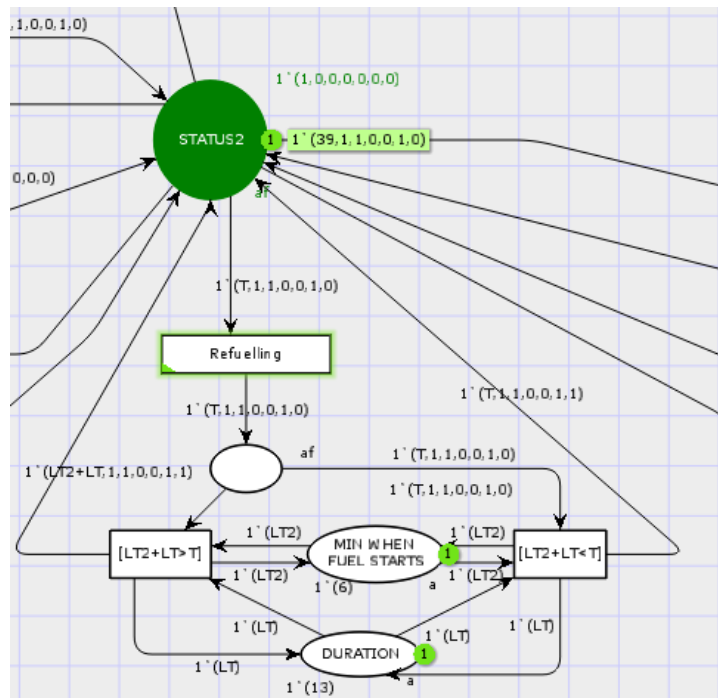 ,1,0,0,1,0)
1`(1,0,0,0,0,0,0)
STATUS2
1
1`(39,1,1,0,0,1,0)
0,0,0)
af
1`(T,1,1,0,0,1,0)
Refuelling
1`(T,1,1,0,0,1,1)
1`(T,1,1,0,0,1,0)
af
1`(T,1,1,0,0,1,0)
1`(LT2+LT,1,1,0,0,1,1)
1`(T,1,1,0,0,1,0)
1`(LT2)
1`(LT2)
[LT2+LT>T]
MIN WHEN
FUEL STARTS
1
[LT2+LT<T]
1`(LT2)
1`(LT2)
1`(6)
a
1`(LT)
1`(LT)
1`(LT)
DURATION
1
1`(LT)
a
1`(13)